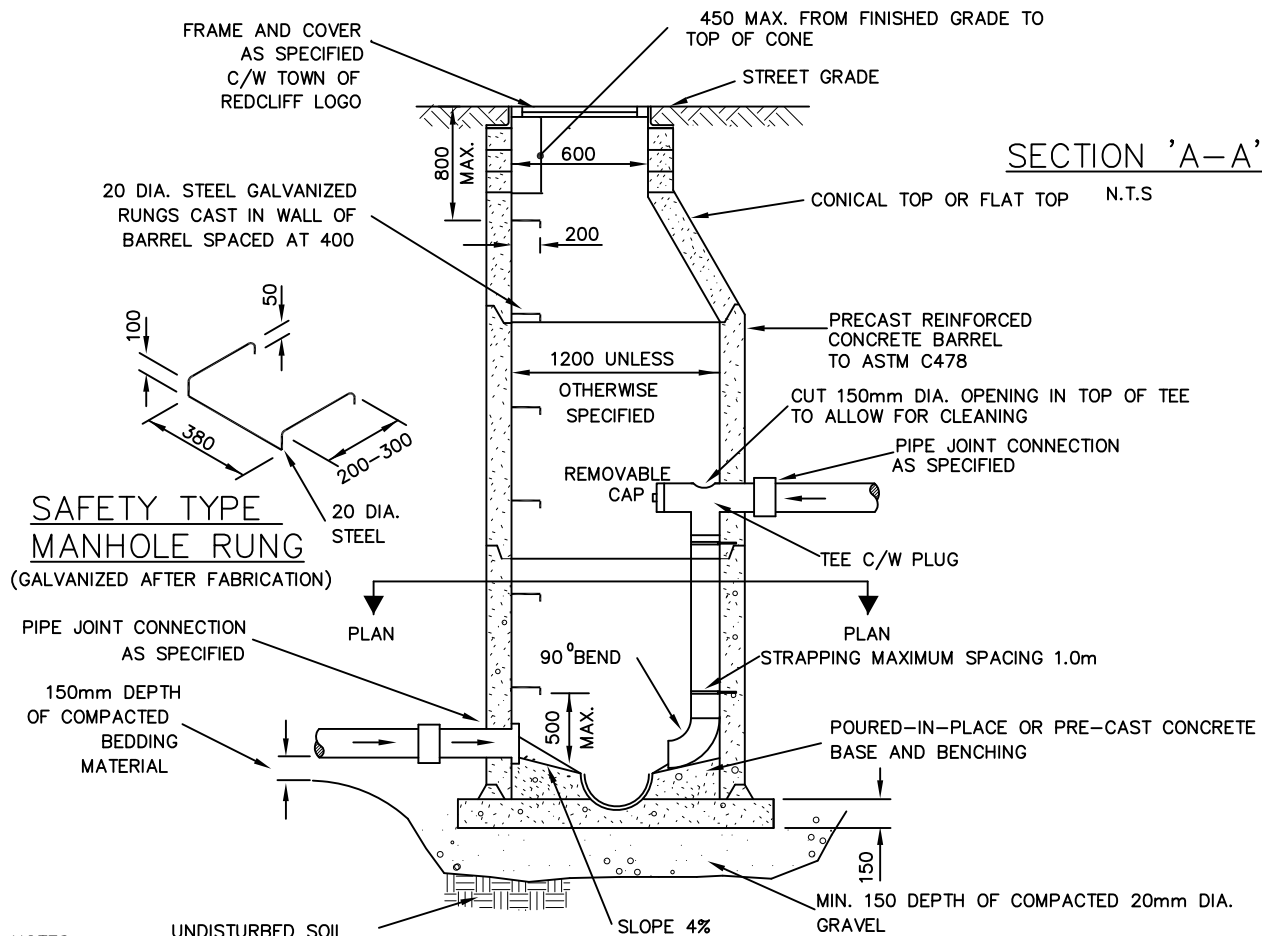 450 MAX. FROM FINISHED GRADE TO
TOP OF CONE
FRAME AND COVER
AS SPECIFIED
C/W TOWN OF
REDCLIFF LOGO
STREET GRADE
800
MAX.
600
SECTION 'A-A'
N.T.S
20 DIA. STEEL GALVANIZED
RUNGS CAST IN WALL OF
BARREL SPACED AT 400
CONICAL TOP OR FLAT TOP
200
50
100
380
200-300
PRECAST REINFORCED
CONCRETE BARREL
TO ASTM C478
1200 UNLESS
OTHERWISE
SPECIFIED
CUT 150mm DIA. OPENING IN TOP OF TEE
TO ALLOW FOR CLEANING
PIPE JOINT CONNECTION
AS SPECIFIED
REMOVABLE
CAP
SAFETY TYPE
MANHOLE RUNG
(GALVANIZED AFTER FABRICATION)
20 DIA.
STEEL
TEE C/W PLUG
PLAN
PLAN
PIPE JOINT CONNECTION
AS SPECIFIED
90°BEND
STRAPPING MAXIMUM SPACING 1.0m
150mm DEPTH
OF COMPACTED
BEDDING
MATERIAL
500
MAX.
POURED-IN-PLACE OR PRE-CAST CONCRETE
BASE AND BENCHING
150
MIN. 150 DEPTH OF COMPACTED 20mm DIA.
GRAVEL
UNDISTURBED SOIL
SLOPE 4%